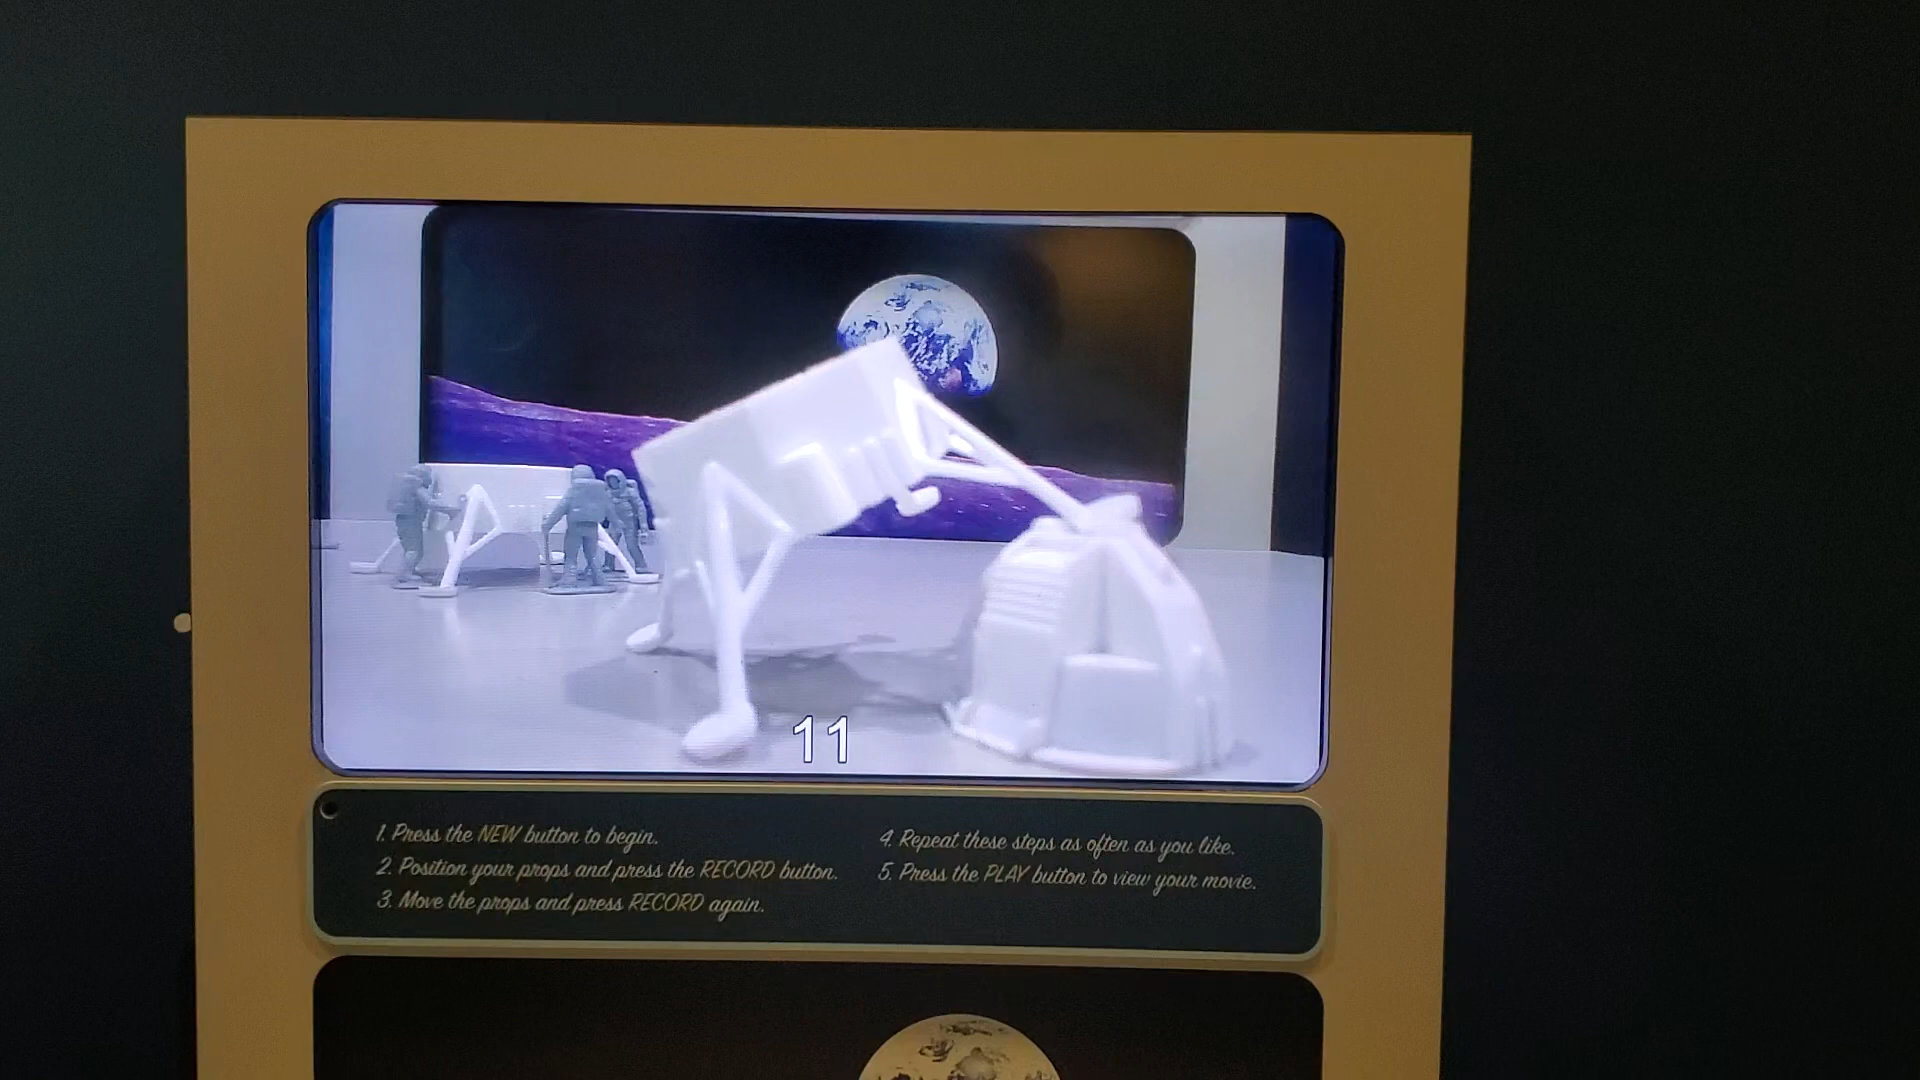 11
1. Press the NEW button to begin.
2. Position your props and press the RECORD button.
3. Move the props and press RECORD again.
4. Repeat these steps as often as you like.
5. Press the PLAY button to view your movie.